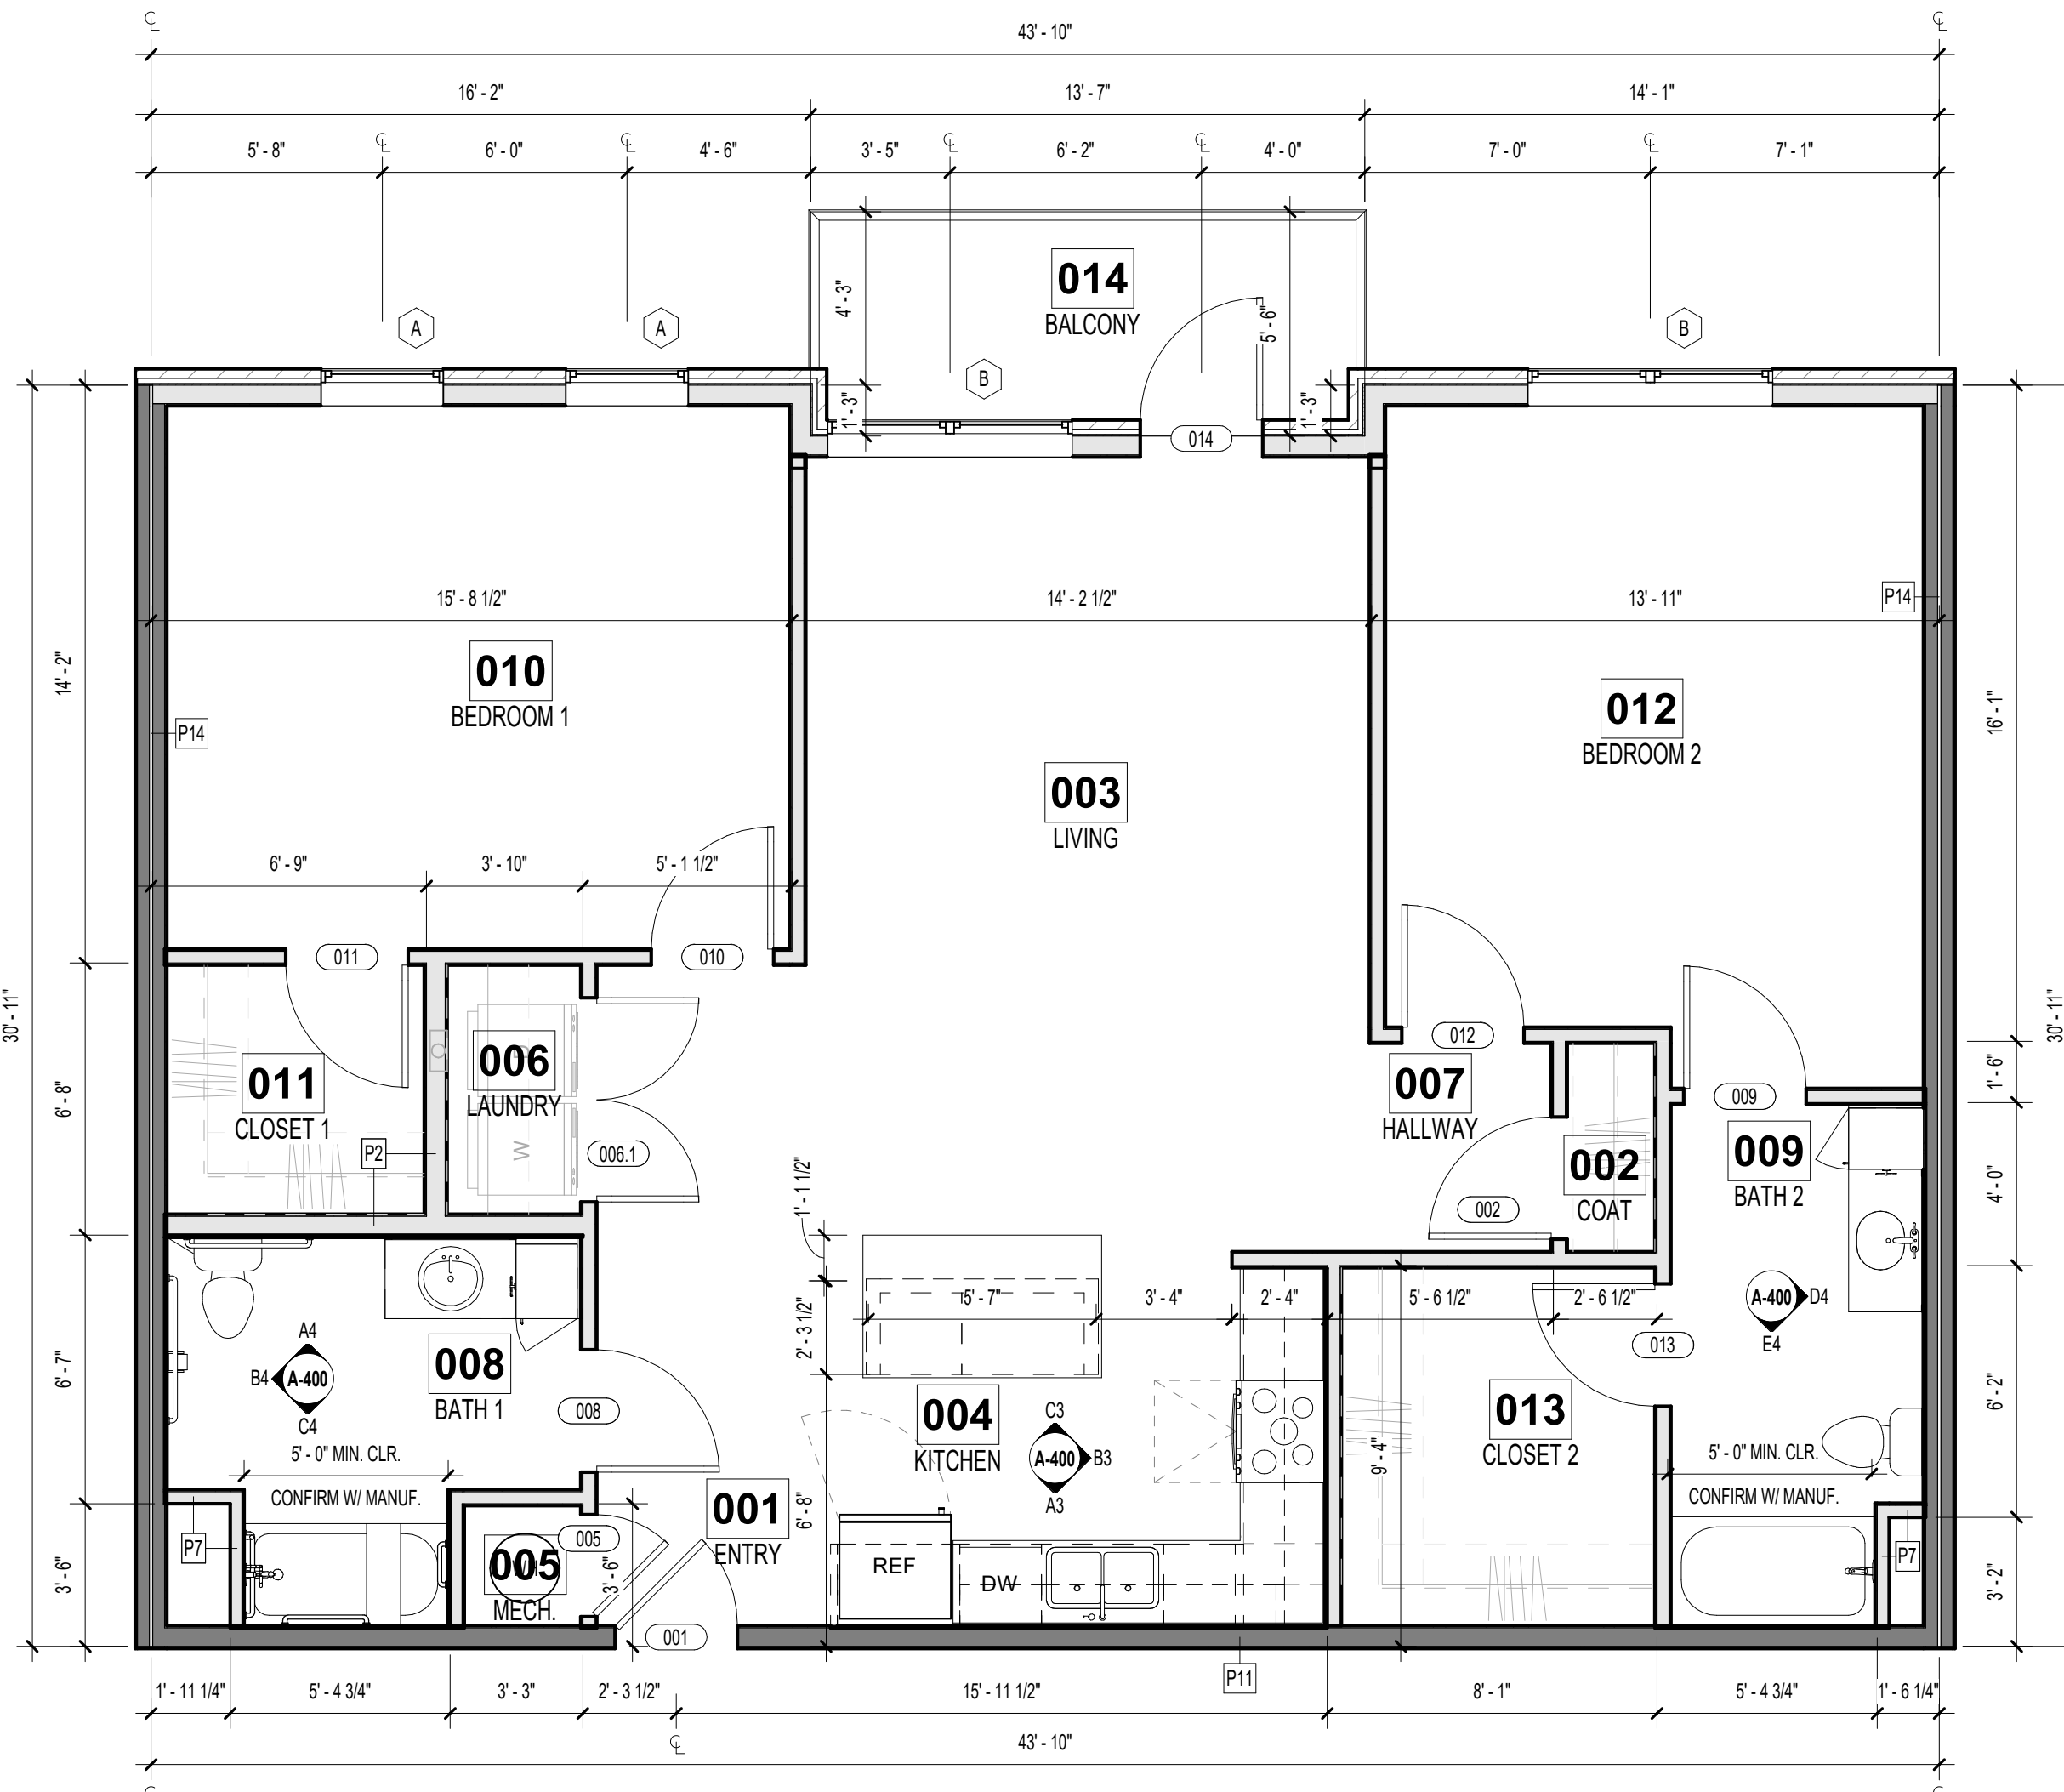 ℄ ℄
43' - 10"
16' - 2" 13' - 7" 14' - 1"
℄ ℄ ℄ ℄ ℄
5' - 8" 6' - 0" 4' - 6" 3' - 5" 6' - 2" 4' - 0" 7' - 0" 7' - 1"
014
BALCONY
4' - 3"
5' - 6"
A A B B
1' - 3" 1' - 3"
014
15' - 8 1/2" 14' - 2 1/2" 13' - 11"
P14
010
BEDROOM 1
14' - 2"
P14
012
BEDROOM 2
16' - 1"
003
LIVING
6' - 9" 3' - 10" 5' - 1 1/2"
011 010
30' - 11" 30' - 11"
012
006
LAUNDRY
W
011
CLOSET 1
6' - 8"
007
HALLWAY
1' - 6"
009
P2
006.1
002
COAT
009
BATH 2
002
4' - 0"
1' - 1 1/2"
5' - 7" 3' - 4" 2' - 4" 5' - 6 1/2" 2' - 6 1/2"
2' - 3 1/2"
A-400 D4
E4
013
A4
B4 A-400
C4
008
BATH 1
6' - 7"
008
004
KITCHEN
C3
A-400 B3
A3
9' - 4"
013
CLOSET 2
6' - 2"
5' - 0" MIN. CLR.
CONFIRM W/ MANUF.
5' - 0" MIN. CLR.
CONFIRM W/ MANUF.
001
ENTRY
6' - 8"
005
P7
005
MECH.
3' - 6"
3' - 6"
REF
DW
P7
3' - 2"
001
P11
1' - 11 1/4" 5' - 4 3/4" 3' - 3" 2' - 3 1/2" 15' - 11 1/2" 8' - 1" 5' - 4 3/4" 1' - 6 1/4"
℄
43' - 10"